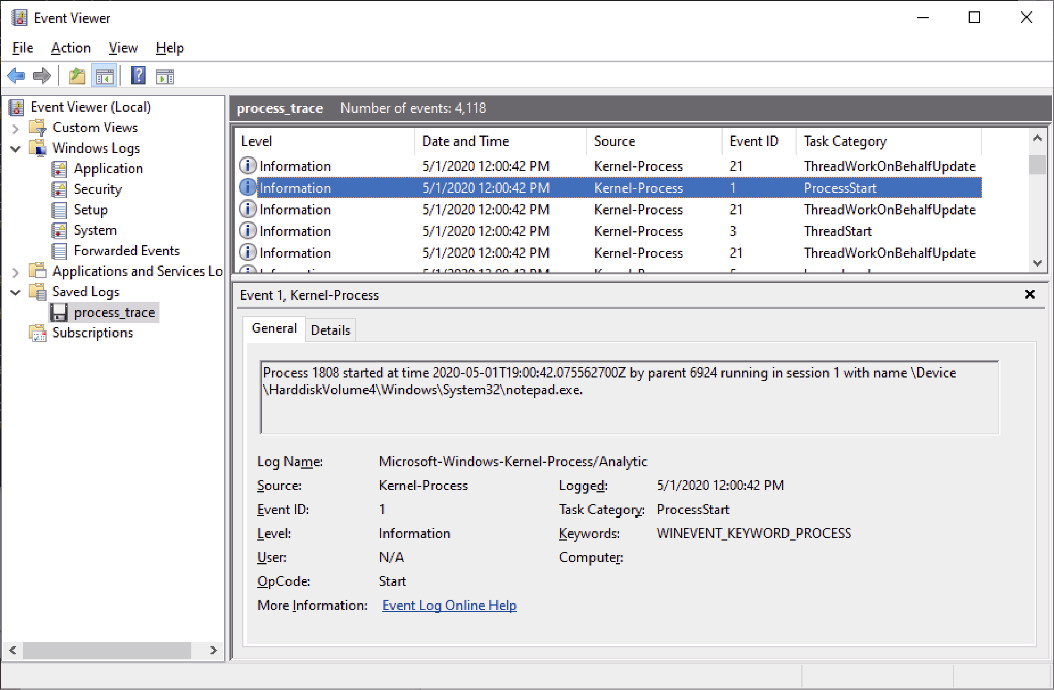 Event Viewer
File Action View Help
Event Viewer (Local)
Custom Views
Windows Logs
Application
Security
Setup
System
Forwarded Events
Applications and Services Lo
Saved Logs
process_trace
Subscriptions
process_trace Number of events: 4,118
Level Date and Time Source Event ID Task Category
Information 5/1/2020 12:00:42 PM Kernel-Process 21 ThreadWorkOnBehalfUpdate
Information 5/1/2020 12:00:42 PM Kernel-Process 1 ProcessStart
Information 5/1/2020 12:00:42 PM Kernel-Process 21 ThreadWorkOnBehalfUpdate
Information 5/1/2020 12:00:42 PM Kernel-Process 3 ThreadStart
Information 5/1/2020 12:00:42 PM Kernel-Process 21 ThreadWorkOnBehalfUpdate
Event 1, Kernel-Process
General Details
Process 1808 started at time 2020-05-01T19:00:42.075562700Z by parent 6924 running in session 1 with name \Device
\HarddiskVolume4\Windows\System32\notepad.exe.
Log Name: Microsoft-Windows-Kernel-Process/Analytic
Source: Kernel-Process Logged: 5/1/2020 12:00:42 PM
Event ID: 1 Task Category: ProcessStart
Level: Information Keywords: WINEVENT_KEYWORD_PROCESS
User: N/A Computer:
OpCode: Start
More Information: Event Log Online Help